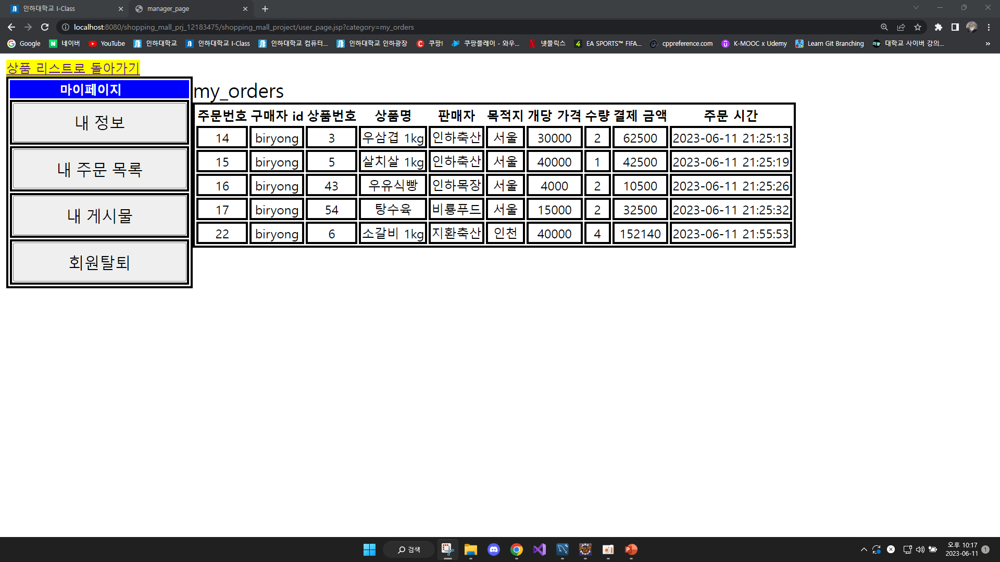 인하대학교 I-Class
manager_page
localhost:8080/shopping_mall_prj_12183475/shopping_mall_project/user_page.jsp?category=my_orders
Google 네이버 YouTube 인하대학교 인하대학교 I-Class 인하대학교 컴퓨터... 인하대학교 인하광장 쿠팡! 쿠팡플레이 - 와우... 넷플릭스 EA SPORTS™ FIFA... cppreference.com K-MOOC x Udemy Learn Git Branching 대학교 사이버 강의... »
상품 리스트로 돌아가기
마이페이지
내 정보
내 주문 목록
내 게시물
회원탈퇴
my_orders
주문번호 구매자 id 상품번호 상품명 판매자 목적지 개당 가격 수량 결제 금액 주문 시간
14 biryong 3 우삼겹 1kg 인하축산 서울 30000 2 62500 2023-06-11 21:25:13
15 biryong 5 살치살 1kg 인하축산 서울 40000 1 42500 2023-06-11 21:25:19
16 biryong 43 우유식빵 인하목장 서울 4000 2 10500 2023-06-11 21:25:26
17 biryong 54 탕수육 비룡푸드 서울 15000 2 32500 2023-06-11 21:25:32
22 biryong 6 소갈비 1kg 지환축산 인천 40000 4 152140 2023-06-11 21:55:53
검색
오후 10:17
2023-06-11
1